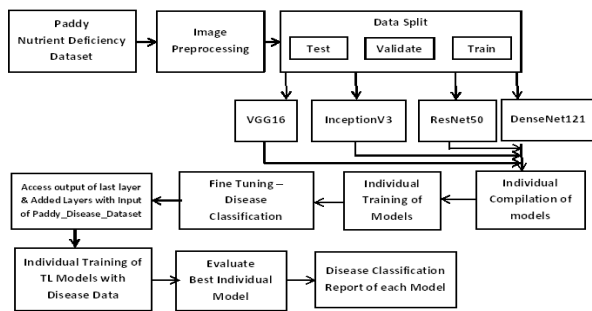 Paddy
Nutrient Deficiency
Dataset
Image
Preprocessing
Data Split
Test
Validate
Train
VGG16
InceptionV3
ResNet50
DenseNet121
Access output of last layer
& Added Layers with Input
of Paddy_Disease_Dataset
Fine Tuning –
Disease
Classification
Individual
Training of
Models
Individual
Compilation of
models
Individual Training of
TL Models with
Disease Data
Evaluate
Best Individual
Model
Disease Classification
Report of each Model